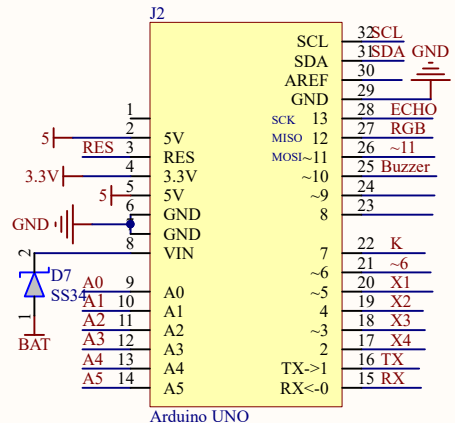 J2
SCL 32 SCL
SDA 31 SDA
AREF 30 GND
GND 29
1 SCK 13 28 ECHO
5 2 5V MISO 12 27 RGB
RES 3 RES MOSI ~11 26 ~11
3.3V 4 3.3V ~10 25 Buzzer
5 5 5V ~9 24
6 GND 8 23
GND 7 GND
8 VIN 7 22 K
2 ~6 21 ~6
D7
SS34
A0 9 A0 ~5 20 X1
A1 10 A1 4 19 X2
A2 11 A2 ~3 18 X3
A3 12 A3 2 17 X4
1
BAT
A4 13 A4 TX->1 16 TX
A5 14 A5 RX<-0 15 RX
Arduino UNO